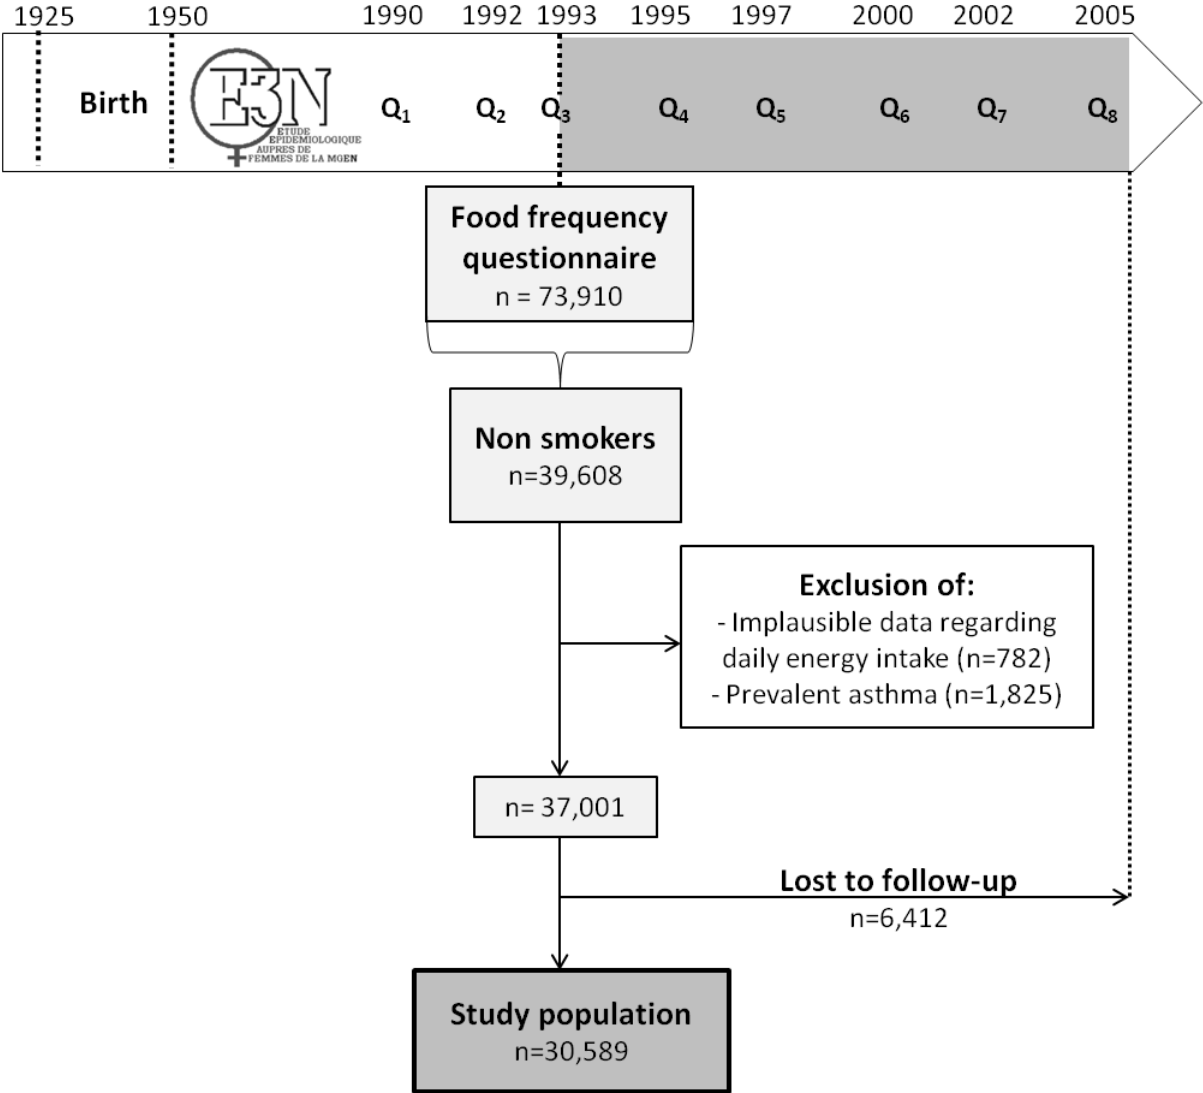 1925 1950 1990 1992 1993 1995 1997 2000 2002 2005
Birth E3N Q1 Q2 Q3 Q4 Q5 Q6 Q7 Q8
ETUDE
EPIDEMIOLOGIQUE
AUPRES DE
FEMMES DE LA MGEN
Food frequency
questionnaire
n = 73,910
Non smokers
n=39,608
Exclusion of:
- Implausible data regarding
daily energy intake (n=782)
- Prevalent asthma (n=1,825)
n= 37,001
Lost to follow-up
n=6,412
Study population
n=30,589